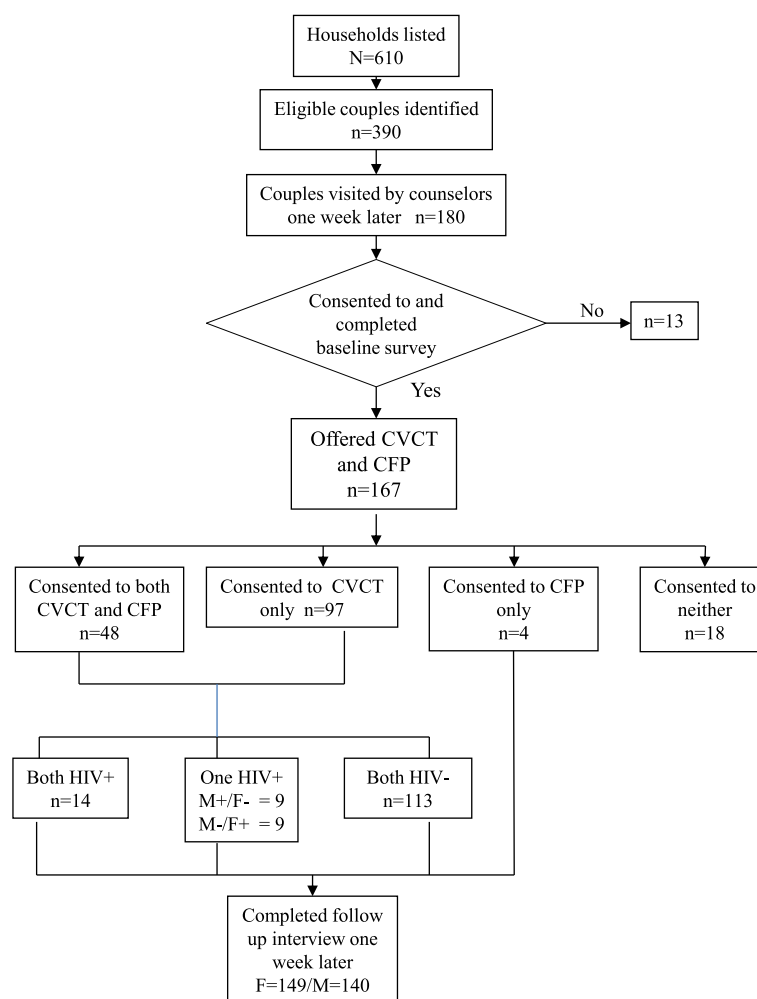 Households listed
N=610
Eligible couples identified
n=390
Couples visited by counselors
one week later n=180
Consented to and
completed
baseline survey
No
n=13
Yes
Offered CVCT
and CFP
n=167
Consented to both
CVCT and CFP
n=48
Consented to CVCT
only n=97
Consented to CFP
only
n=4
Consented to
neither
n=18
Both HIV+
n=14
One HIV+
M+/F- = 9
M-/F+ = 9
Both HIV-
n=113
Completed follow
up interview one
week later
F=149/M=140